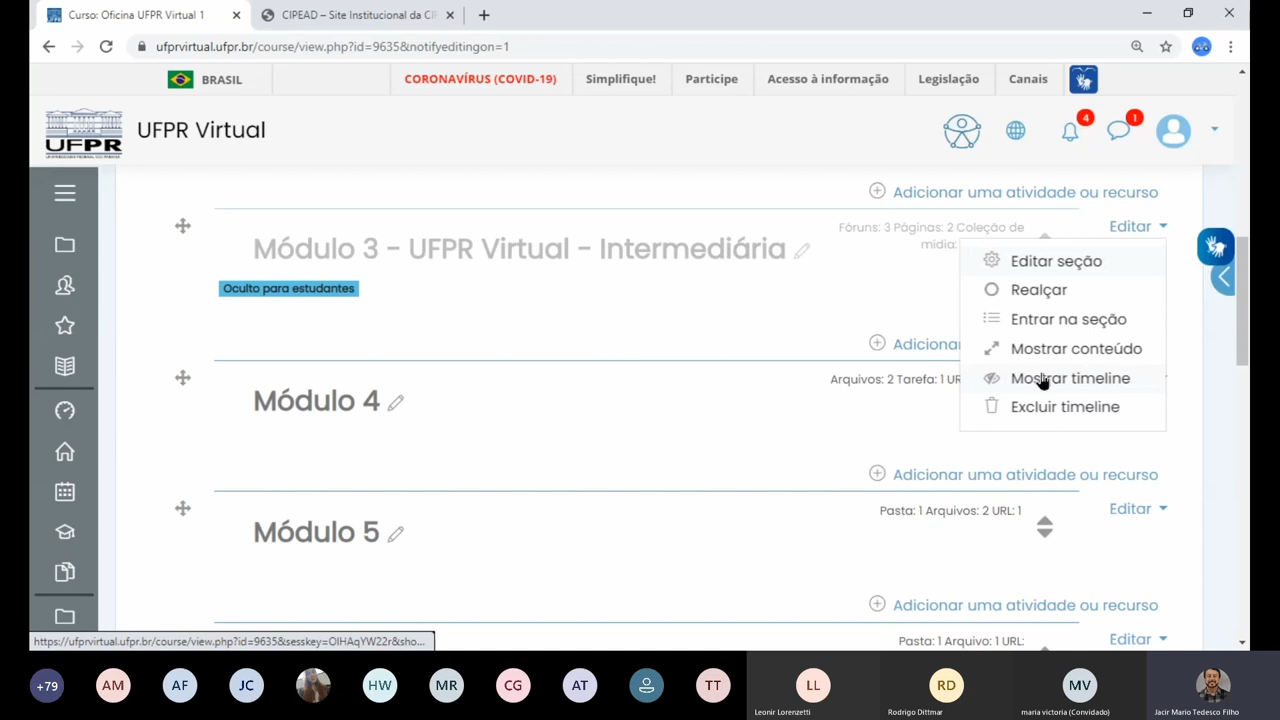 Curso: Oficina UFPR Virtual 1
CIPEAD – Site Institucional da CI
ufprvirtual.ufpr.br/course/view.php?id=9635&notifyeditingon=1
BRASIL
CORONAVÍRUS (COVID-19)
Simplifique!
Participe
Acesso à informação
Legislação
Canais
UFPR
UFPR Virtual
4
1
Adicionar uma atividade ou recurso
Módulo 3 - UFPR Virtual - Intermediária
Fóruns: 3 Páginas: 2 Coleção de
midia:
Editar
Oculto para estudantes
Editar seção
Realçar
Entrar na seção
Mostrar conteúdo
Mostrar timeline
Excluir timeline
Módulo 4
Arquivos: 2 Tarefa: 1
Adicionar uma atividade ou recurso
Módulo 5
Pasta: 1 Arquivos: 2 URL: 1
Editar
Adicionar uma atividade ou recurso
Pasta: 1 Arquivo: 1 URL:
Editar
https://ufprvirtual.ufpr.br/course/view.php?id=9635&sesskey=OIHAqYW22r&sho...
+79
AM
AF
JC
HW
MR
CG
AT
TT
LL
RD
MV
Leonir Lorenzetti
Rodrigo Dittmar
maria victoria (Convidado)
Jacir Mario Tedesco Filho